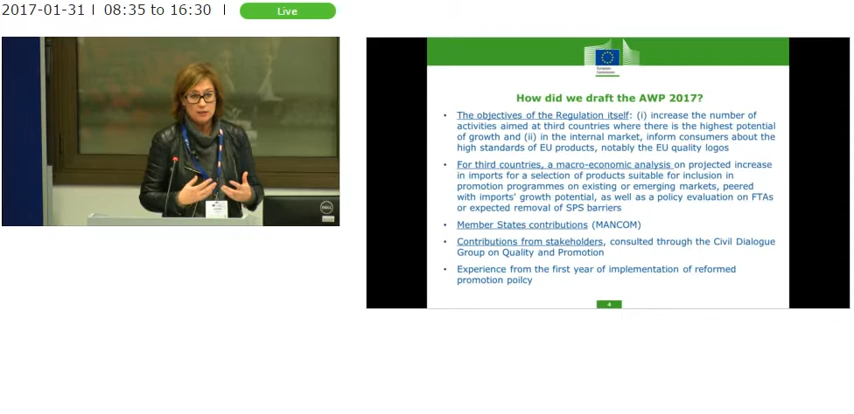 2017-01-31 | 08:35 to 16:30 |
Live
European
Commission
How did we draft the AWP 2017?
• The objectives of the Regulation itself: (i) increase the number of
activities aimed at third countries where there is the highest potential
of growth and (ii) in the internal market, inform consumers about the
high standards of EU products, notably the EU quality logos
• For third countries, a macro-economic analysis on projected increase
in imports for a selection of products suitable for inclusion in
promotion programmes on existing or emerging markets, peered
with imports' growth potential, as well as a policy evaluation on FTAs
or expected removal of SPS barriers
• Member States contributions (MANCOM)
• Contributions from stakeholders, consulted through the Civil Dialogue
Group on Quality and Promotion
• Experience from the first year of implementation of reformed
promotion poilcy
4
DELL